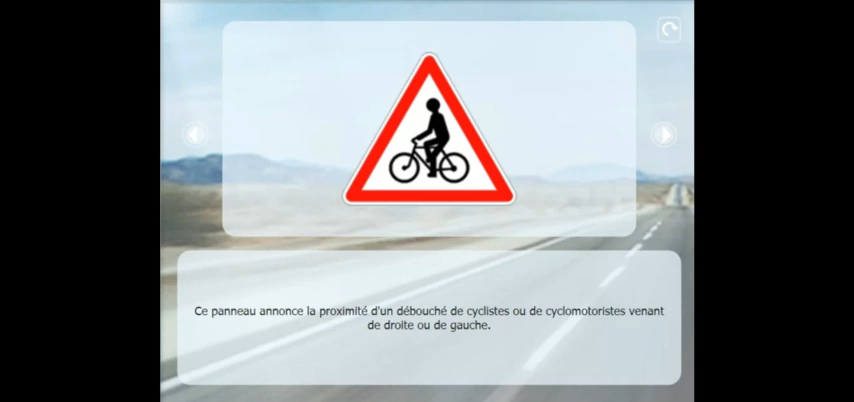 Ce panneau annonce la proximité d'un débouché de cyclistes ou de cyclomotoristes venant
de droite ou de gauche.